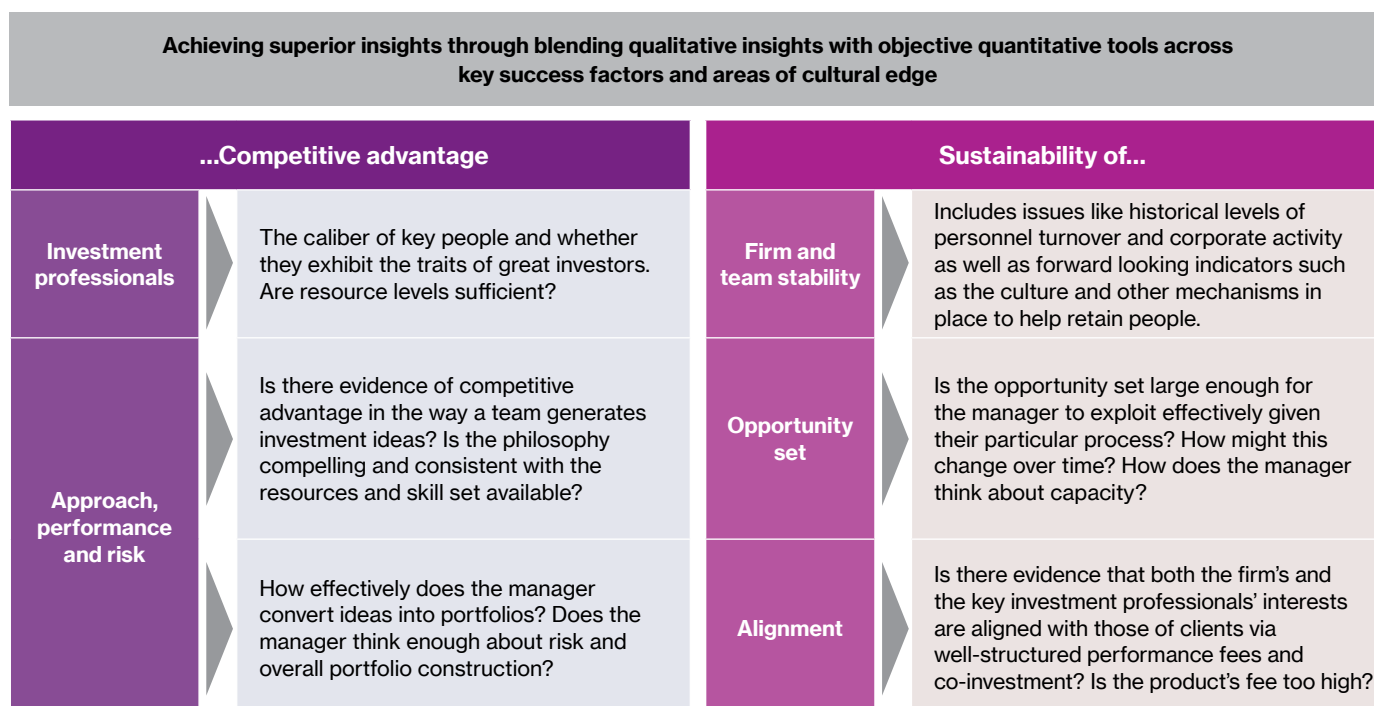 Achieving superior insights through blending qualitative insights with objective quantitative tools across
key success factors and areas of cultural edge
...Competitive advantage
Investment
professionals
The caliber of key people and whether
they exhibit the traits of great investors.
Are resource levels sufficient?
Approach,
performance
and risk
Is there evidence of competitive
advantage in the way a team generates
investment ideas? Is the philosophy
compelling and consistent with the
resources and skill set available?
How effectively does the manager
convert ideas into portfolios? Does the
manager think enough about risk and
overall portfolio construction?
Sustainability of...
Firm and
team stability
Includes issues like historical levels of
personnel turnover and corporate activity
as well as forward looking indicators such
as the culture and other mechanisms in
place to help retain people.
Opportunity
set
Is the opportunity set large enough for
the manager to exploit effectively given
their particular process? How might this
change over time? How does the manager
think about capacity?
Alignment
Is there evidence that both the firm's and
the key investment professionals' interests
are aligned with those of clients via
well-structured performance fees and
co-investment? Is the product's fee too high?